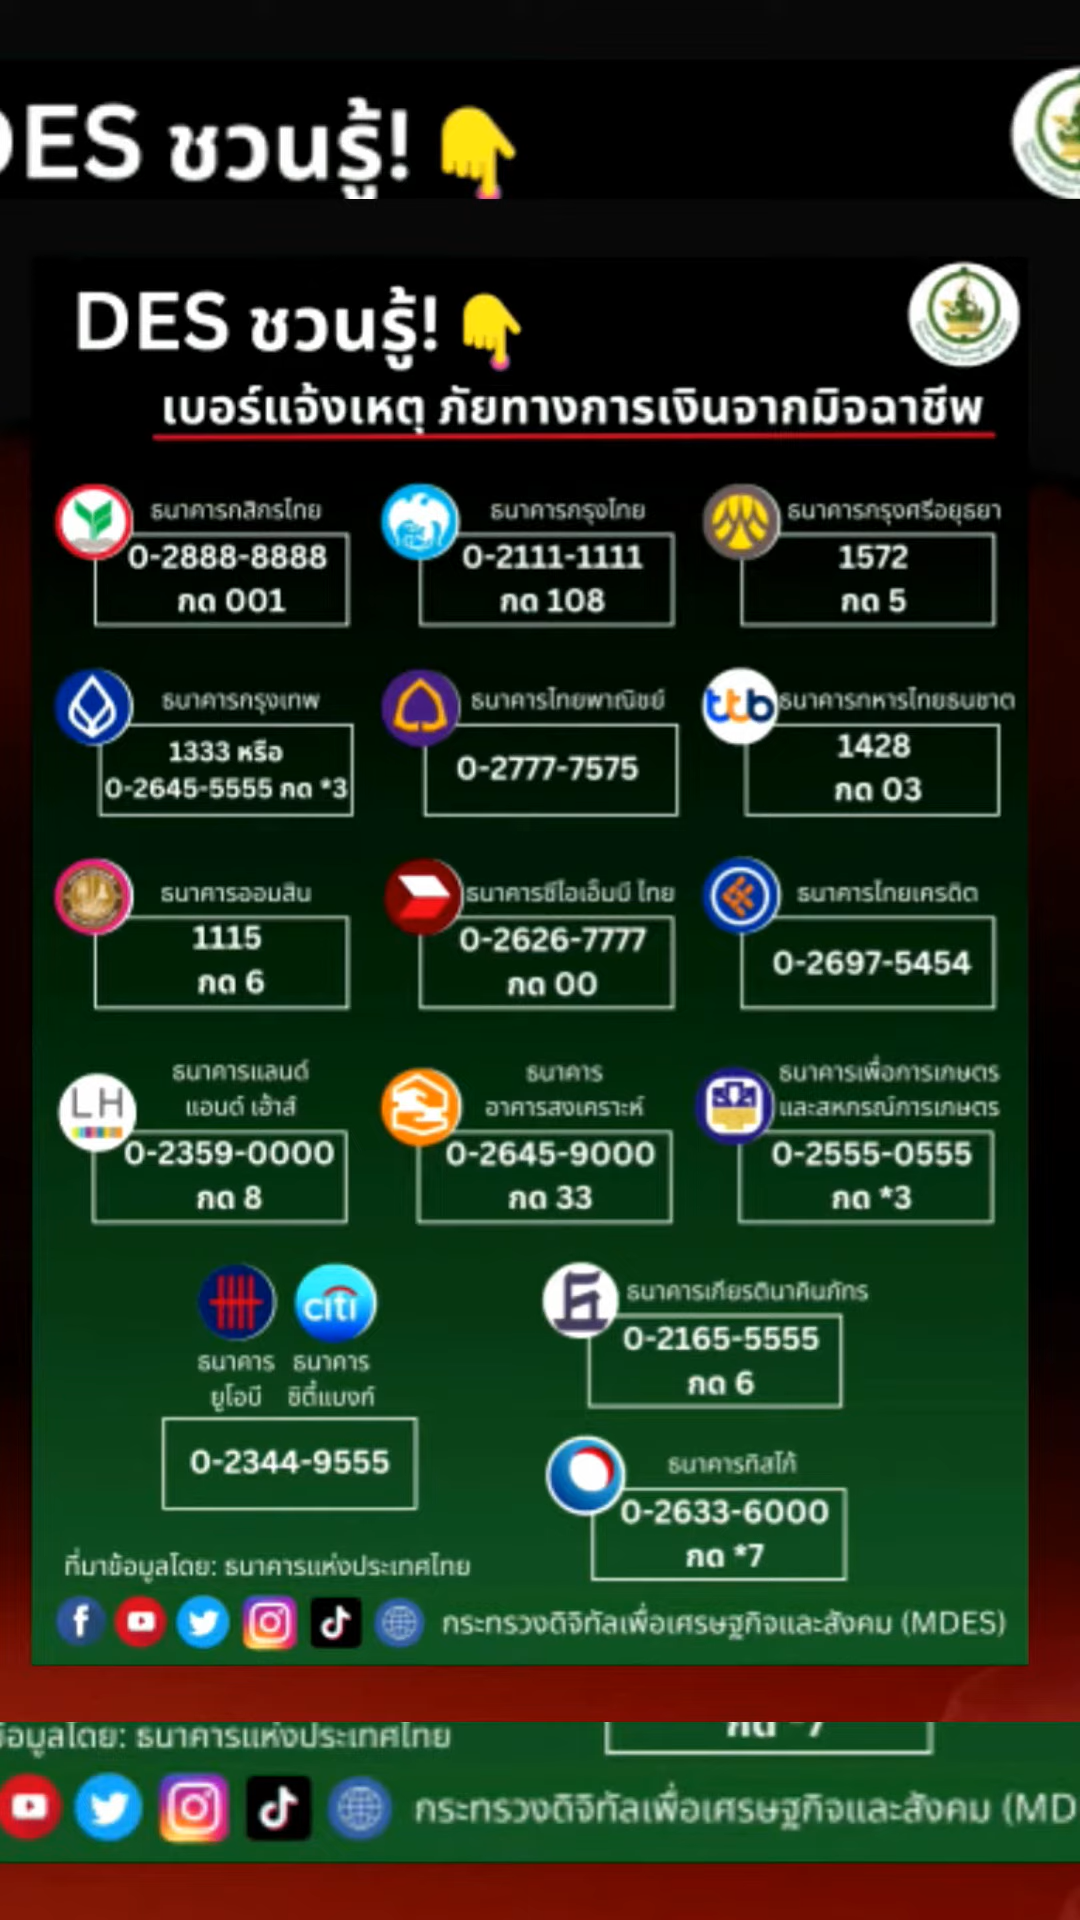 DES ชวนรู้!
DES ชวนรู้!
เบอร์แจ้งเหตุ ภัยทางการเงินจากมิจฉาชีพ
ธนาคารกสิกรไทย
0-2888-8888
กด 001
ธนาคารกรุงไทย
0-2111-1111
กด 108
ธนาคารกรุงศรีอยุธยา
1572
กด 5
ธนาคารกรุงเทพ
1333 หรือ
0-2645-5555 กด *3
ธนาคารไทยพาณิชย์
0-2777-7575
ttb
ธนาคารทหารไทยธนชาต
1428
กด 03
ธนาคารออมสิน
1115
กด 6
ธนาคารซีไอเอ็มบี ไทย
0-2626-7777
กด 00
ธนาคารไทยเครดิต
0-2697-5454
LH
ธนาคารแลนด์
แอนด์ เฮ้าส์
0-2359-0000
กด 8
ธนาคาร
อาคารสงเคราะห์
0-2645-9000
กด 33
ธนาคารเพื่อการเกษตร
และสหกรณ์การเกษตร
0-2555-0555
กด *3
citi
ธนาคาร
ยูโอบี
ธนาคาร
ซิตี้แบงก์
0-2344-9555
ธนาคารเกียรตินาคินภัทร
0-2165-5555
กด 6
ธนาคารทิสโก้
0-2633-6000
กด *7
ที่มาข้อมูลโดย: ธนาคารแห่งประเทศไทย
กระทรวงดิจิทัลเพื่อเศรษฐกิจและสังคม (MDES)
ข้อมูลโดย: ธนาคารแห่งประเทศไทย
กด *7
กระทรวงดิจิทัลเพื่อเศรษฐกิจและสังคม (MD